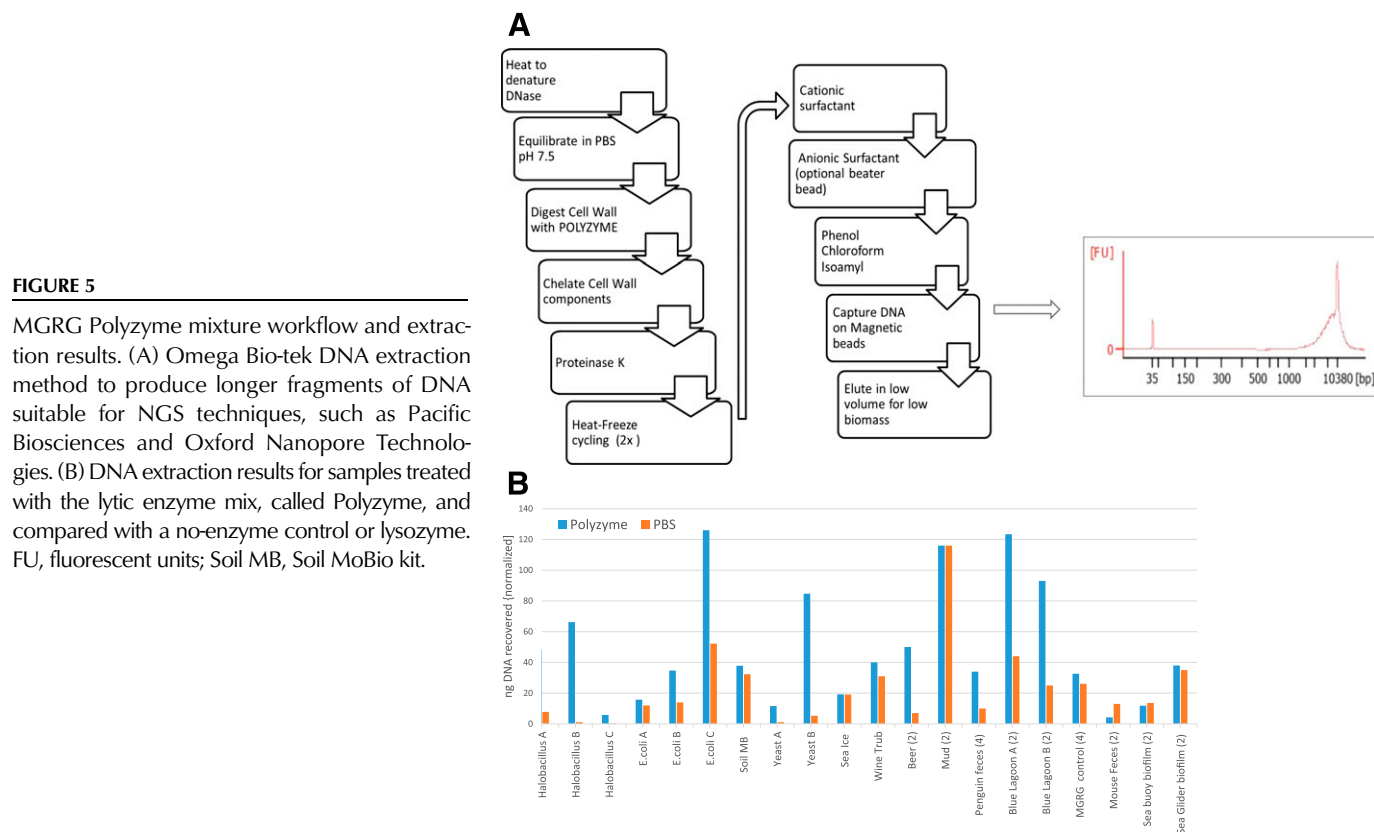 FIGURE 5
MGRG Polyzyme mixture workflow and extrac-
tion results. (A) Omega Bio-tek DNA extraction
method to produce longer fragments of DNA
suitable for NGS techniques, such as Pacific
Biosciences and Oxford Nanopore Technolo-
gies. (B) DNA extraction results for samples treated
with the lytic enzyme mix, called Polyzyme, and
compared with a no-enzyme control or lysozyme.
FU, fluorescent units; Soil MB, Soil MoBio kit.
A
Heat to
denature
DNase
Equilibrate in PBS
pH 7.5
Digest Cell Wall
with POLYZYME
Chelate Cell Wall
components
Proteinase K
Heat-Freeze
cycling (2x )
Cationic
surfactant
Anionic Surfactant
(optional beater
bead)
Phenol
Chloroform
Isoamyl
Capture DNA
on Magnetic
beads
Elute in low
volume for low
biomass
[FU]
0
35 150 300 500 1000 10380 [bp]
B
ng DNA recovered (normalized]
140
120
100
80
60
40
20
0
Polyzyme PBS
Halobacillus A
Halobacillus B
Halobacillus C
E.coli A
E.coli B
E.coli C
Soil MB
Yeast A
Yeast B
Sea Ice
Wine Trub
Beer (2)
Mud (2)
Penguin feces (4)
Blue Lagoon A (2)
Blue Lagoon B (2)
MGRG control (4)
Mouse Feces (2)
Sea buoy biofilm (2)
Sea Glider biofilm (2)